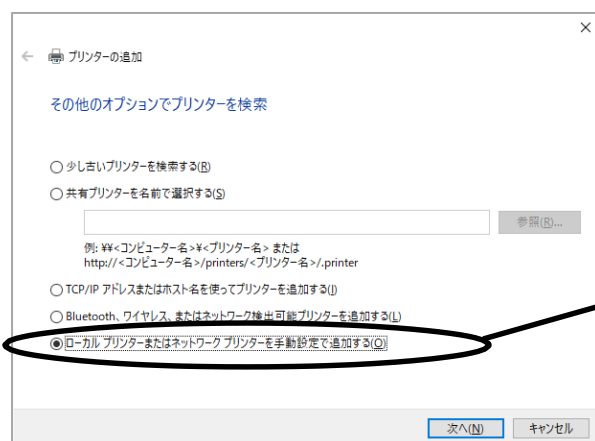 プリンターの追加
その他のオプションでプリンターを検索
少し古いプリンターを検索する(R)
共有プリンターを名前で選択する(S)
参照(R)...
例: ¥¥<コンピューター名>¥<プリンター名> または
http://<コンピューター名>/printers/<プリンター名>/.printer
TCP/IP アドレスまたはホスト名を使ってプリンターを追加する(I)
Bluetooth、ワイヤレス、またはネットワーク検出可能プリンターを追加する(L)
ローカル プリンターまたはネットワーク プリンターを手動設定で追加する(O)
次へ(N) キャンセル